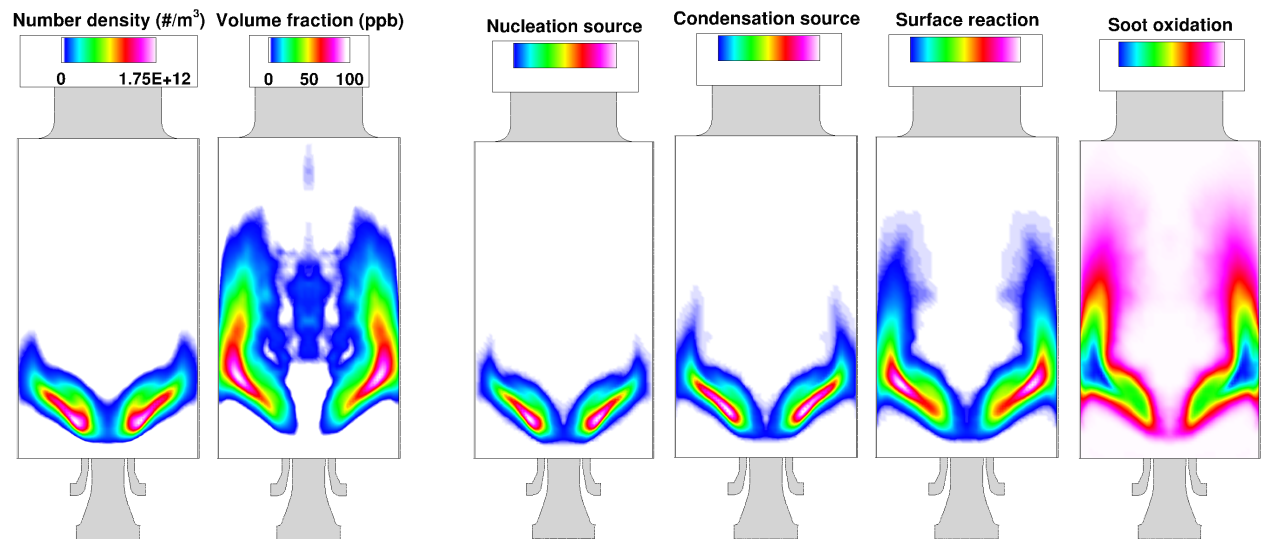 Number density (#/m³)
0 1.75E+12
Volume fraction (ppb)
0 50 100
Nucleation source
Condensation source
Surface reaction
Soot oxidation